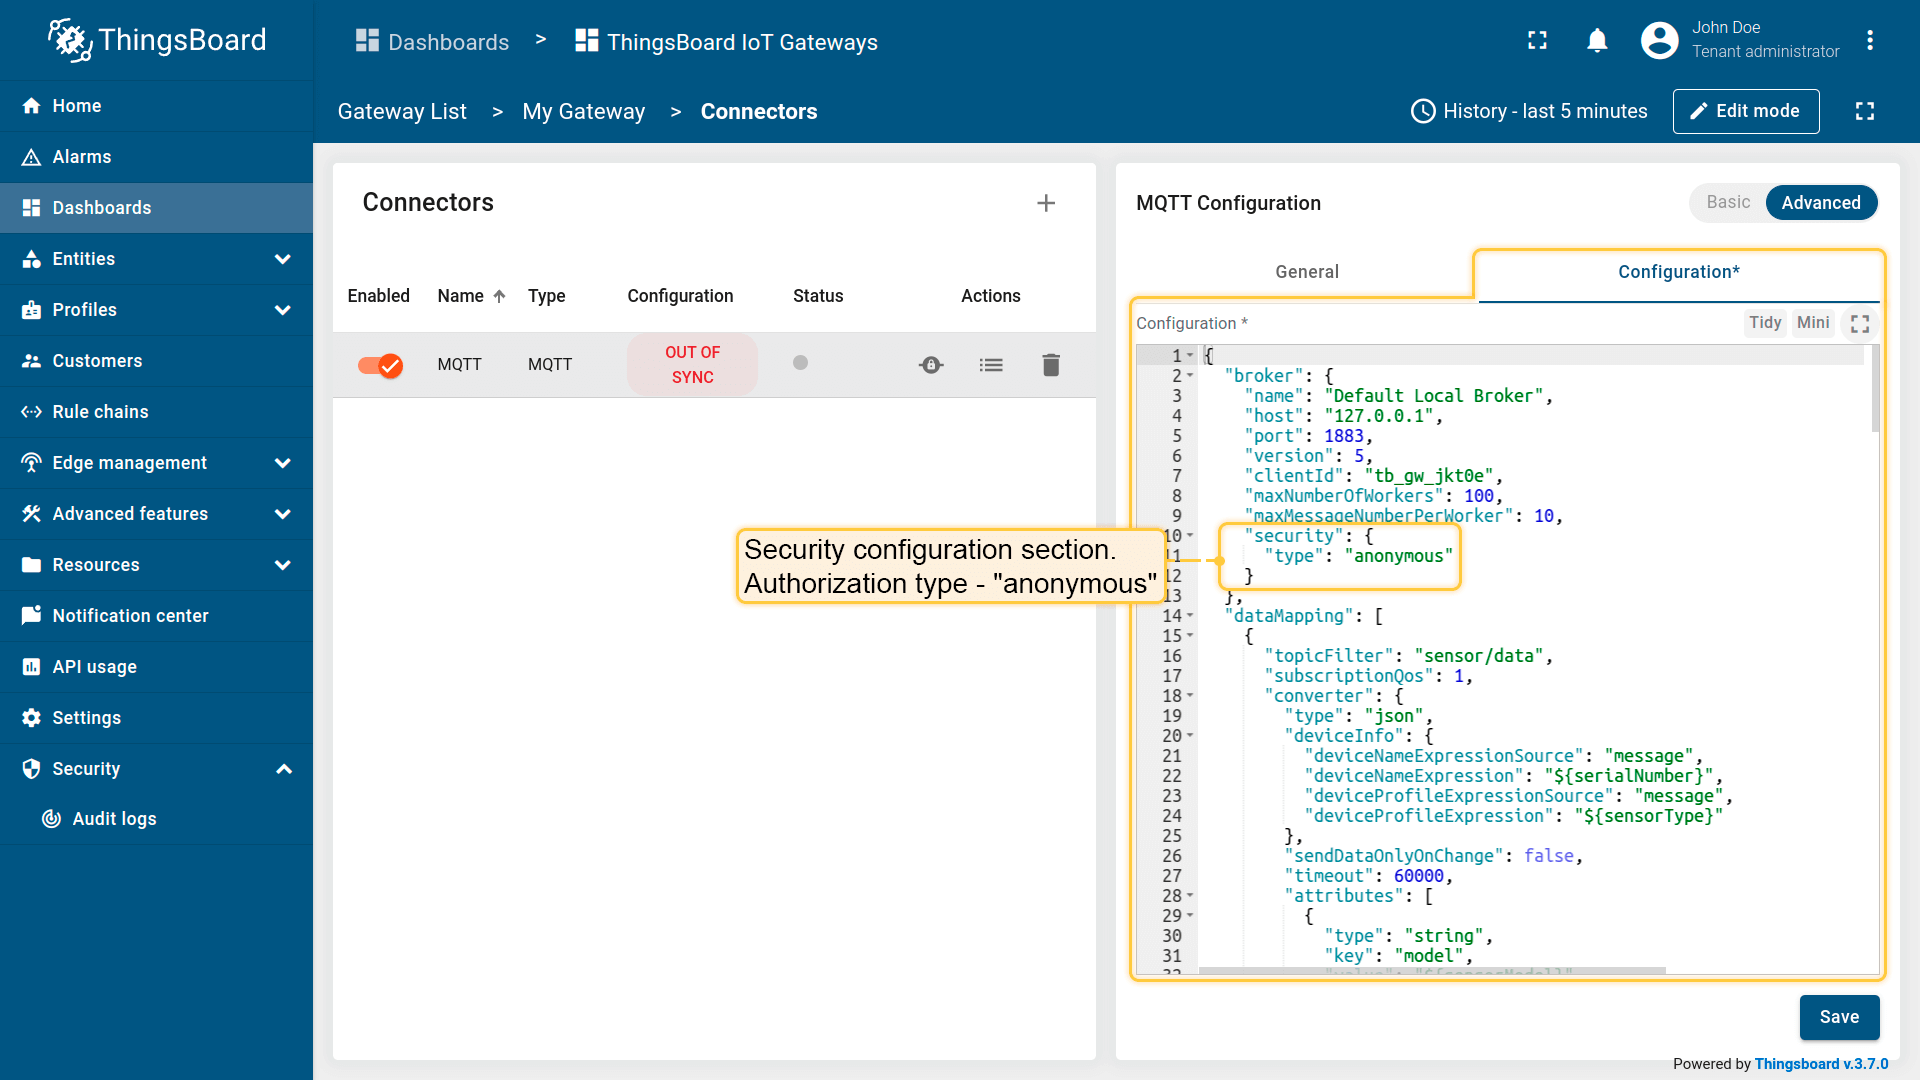 ThingsBoard
Dashboards > ThingsBoard IoT Gateways
John Doe
Tenant administrator
Gateway List > My Gateway > Connectors
History - last 5 minutes
Edit mode
Home
Alarms
Dashboards
Entities
Profiles
Customers
Rule chains
Edge management
Advanced features
Resources
Notification center
API usage
Settings
Security
Audit logs
Connectors
Enabled Name Type Configuration Status Actions
MQTT MQTT OUT OF
SYNC
Security configuration section.
Authorization type - "anonymous"
MQTT Configuration
Basic Advanced
General Configuration*
Configuration *
Tidy Mini
1 {
2 "broker": {
3 "name": "Default Local Broker",
4 "host": "127.0.0.1",
5 "port": 1883,
6 "version": 5,
7 "clientId": "tb_gw_jkt0e",
8 "maxNumberOfWorkers": 100,
9 "maxMessageNumberPerWorker": 10,
10 "security": {
11 "type": "anonymous"
12 }
13 },
14 "dataMapping": [
15 {
16 "topicFilter": "sensor/data",
17 "subscriptionQos": 1,
18 "converter": {
19 "type": "json",
20 "deviceInfo": {
21 "deviceNameExpressionSource": "message",
22 "deviceNameExpression": "${serialNumber}",
23 "deviceProfileExpressionSource": "message",
24 "deviceProfileExpression": "${sensorType}"
25 },
26 "sendDataOnlyOnChange": false,
27 "timeout": 60000,
28 "attributes": [
29 {
30 "type": "string",
31 "key": "model",
Save
Powered by Thingsboard v.3.7.0